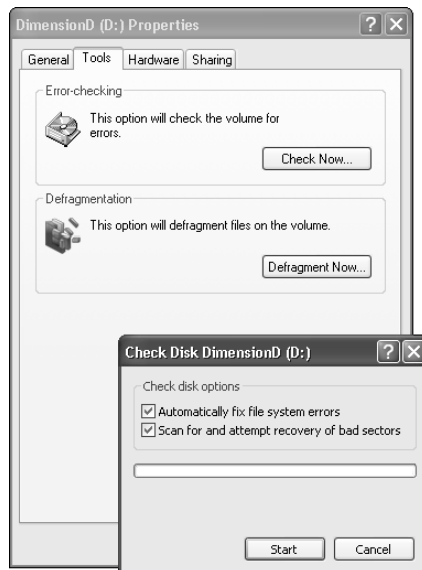 DimensionD (D:) Properties
General Tools Hardware Sharing
Error-checking
This option will check the volume for
errors.
Check Now...
Defragmentation
This option will defragment files on the volume.
Defragment Now...
Check Disk DimensionD (D:)
Check disk options
Automatically fix file system errors
Scan for and attempt recovery of bad sectors
Start Cancel